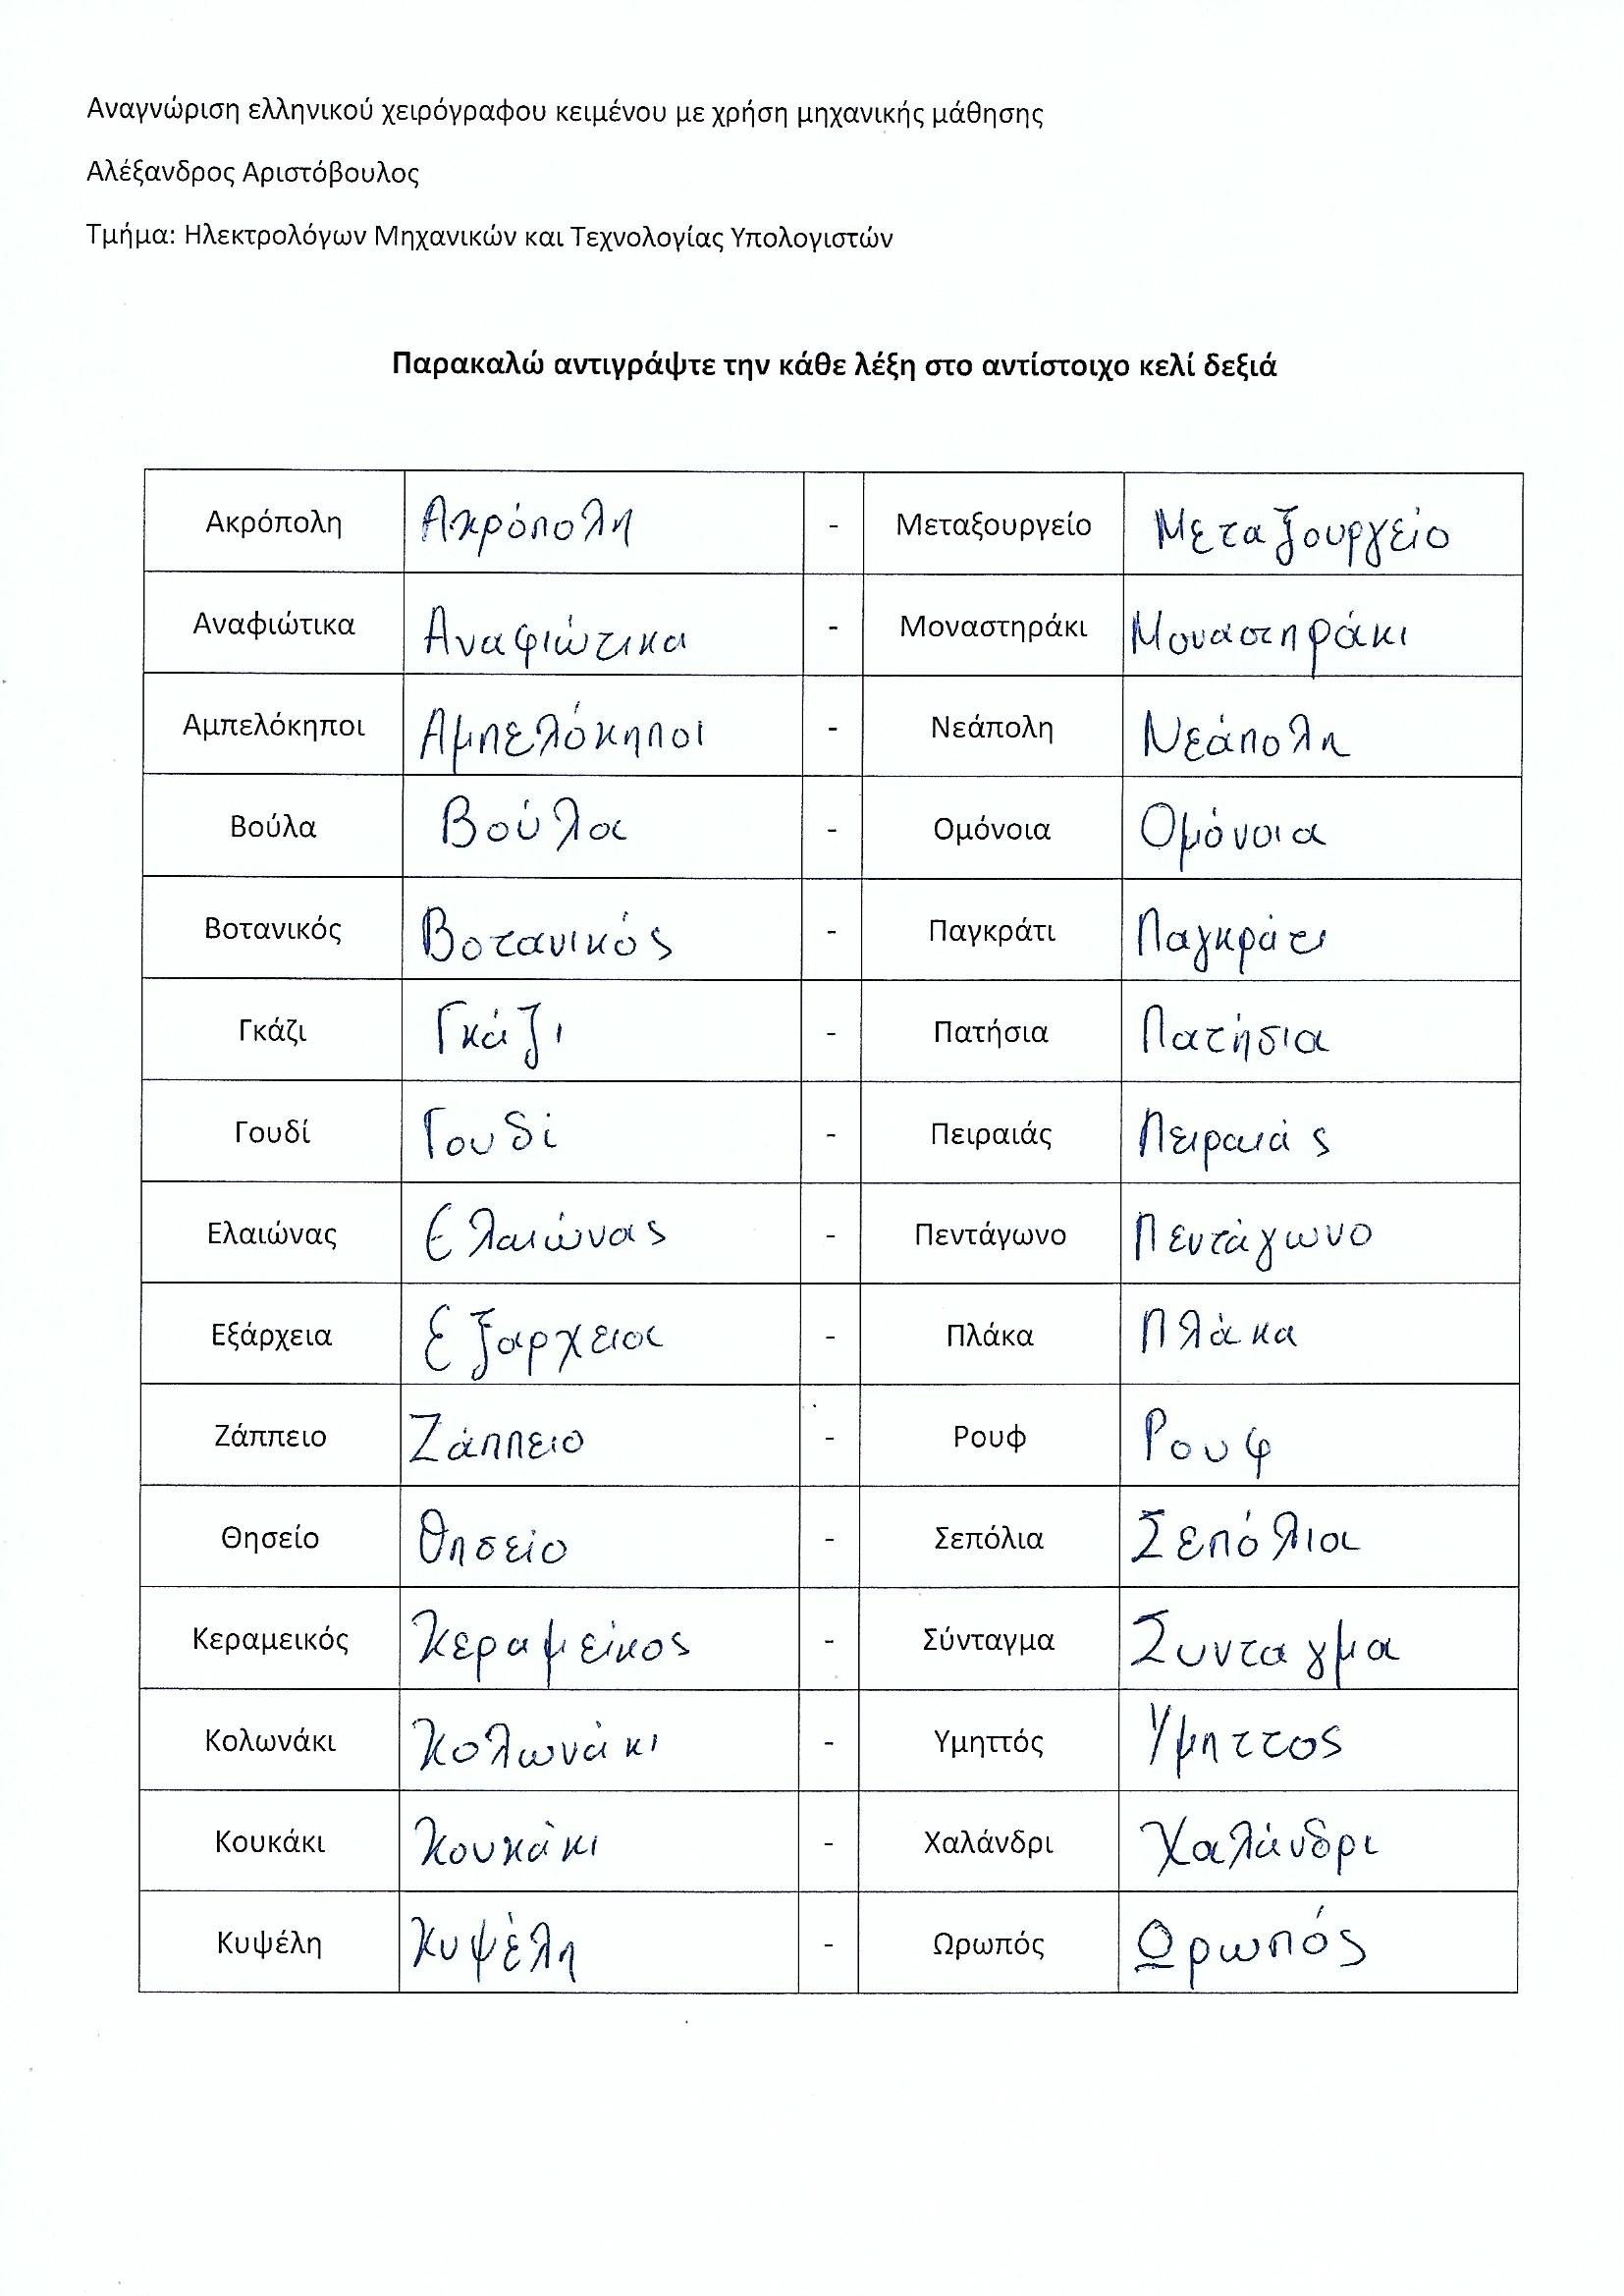 Αναγνώριση ελληνικού χειρόγραφου κειμένου με χρήση μηχανικής μάθησης
Αλέξανδρος Αριστόβουλος
Τμήμα: Ηλεκτρολόγων Μηχανικών και Τεχνολογίας Υπολογιστών
Παρακαλώ αντιγράψτε την κάθε λέξη στο αντίστοιχο κελί δεξιά
Ακρόπολη Ακρόπολη - Μεταξουργείο Μεταξουργείο
Αναφιώτικα Αναφιώτικα - Μοναστηράκι Μοναστηράκι
Αμπελόκηποι Αμπελόκηποι - Νεάπολη Νεάπολη
Βούλα Βούλα - Ομόνοια Ομόνοια
Βοτανικός Βοτανικός - Παγκράτι Παγκράτι
Γκάζι Γκάζι - Πατήσια Πατήσια
Γουδί Γουδί - Πειραιάς Πειραιάς
Ελαιώνας Ελαιώνας - Πεντάγωνο Πεντάγωνο
Εξάρχεια Εξαρχεια - Πλάκα Πλάκα
Ζάππειο Ζάππειο - Ρουφ Ρουφ
Θησείο Θησείο - Σεπόλια Σεπόλια
Κεραμεικός Κεραμείκος - Σύνταγμα Συνταγμα
Κολωνάκι Κολωνάκι - Υμηττός Υμηττος
Κουκάκι Κουκάκι - Χαλάνδρι Χαλάνδρι
Κυψέλη Κυψέλη - Ωρωπός Ωρωπός